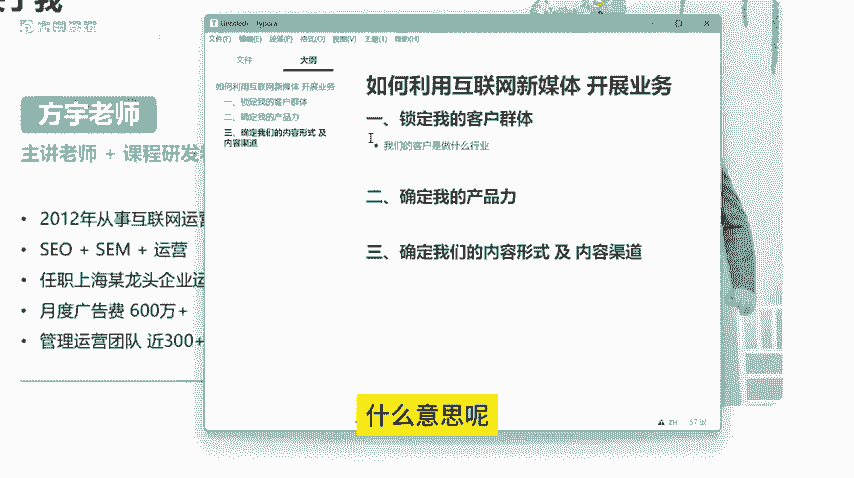 方宇老师
主讲老师 + 课程研发
• 2012年从事互联网运营
• SEO + SEM + 运营
• 任职上海某龙头企业运
• 月度广告费 600万+
• 管理运营团队 近300+
文件(F) 编辑(E) 段落(P) 格式(O) 视图(V) 主题(T) 帮助(H)
文件 大纲
如何利用互联网新媒体 开展业务
一、锁定我的客户群体
二、确定我的产品力
三、确定我们的内容形式 及
内容渠道
如何利用互联网新媒体 开展业务
一、锁定我的客户群体
• 我们的客户是做什么行业
二、确定我的产品力
三、确定我们的内容形式 及 内容渠道
ZH 57 词
什么意思呢